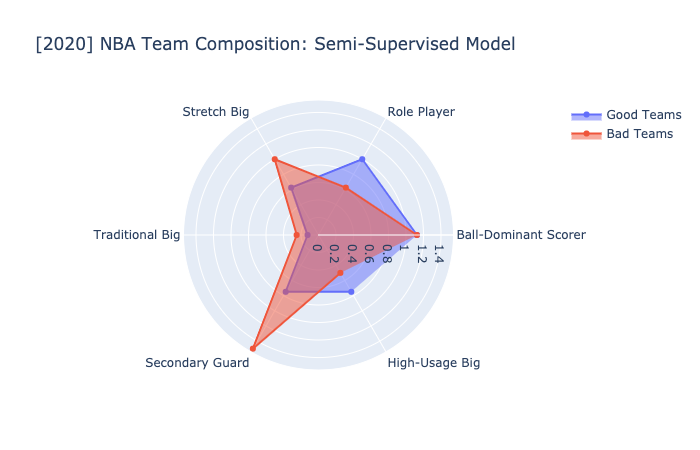 [2020] NBA Team Composition: Semi-Supervised Model
Good Teams
Bad Teams
Stretch Big
Role Player
Traditional Big
Ball-Dominant Scorer
0
0.2
0.4
0.6
0.8
1
1.2
1.4
Secondary Guard
High-Usage Big